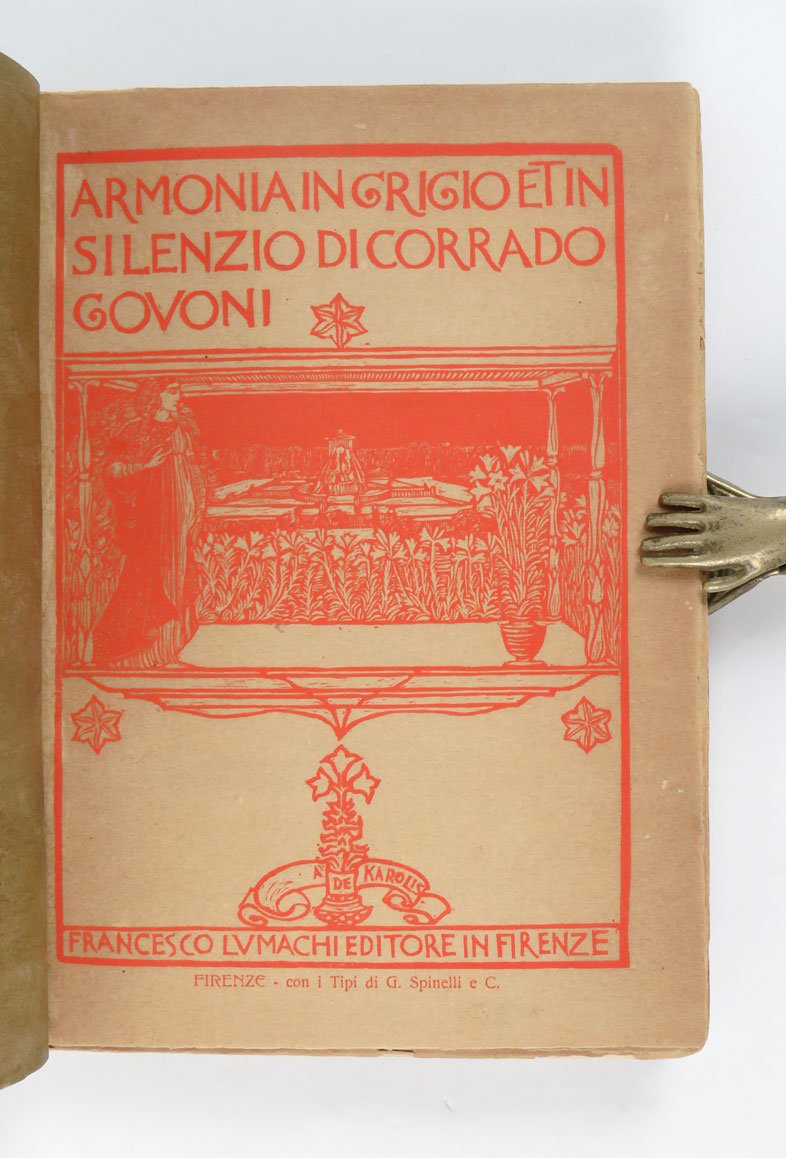 ARMONIA IN GRIGIO ET IN
SILENZIO DI CORRADO
GOVONI
A DE KAROLIS
FRANCESCO LVMACHI EDITORE IN FIRENZE
FIRENZE - con i Tipi di G. Spinelli e C.